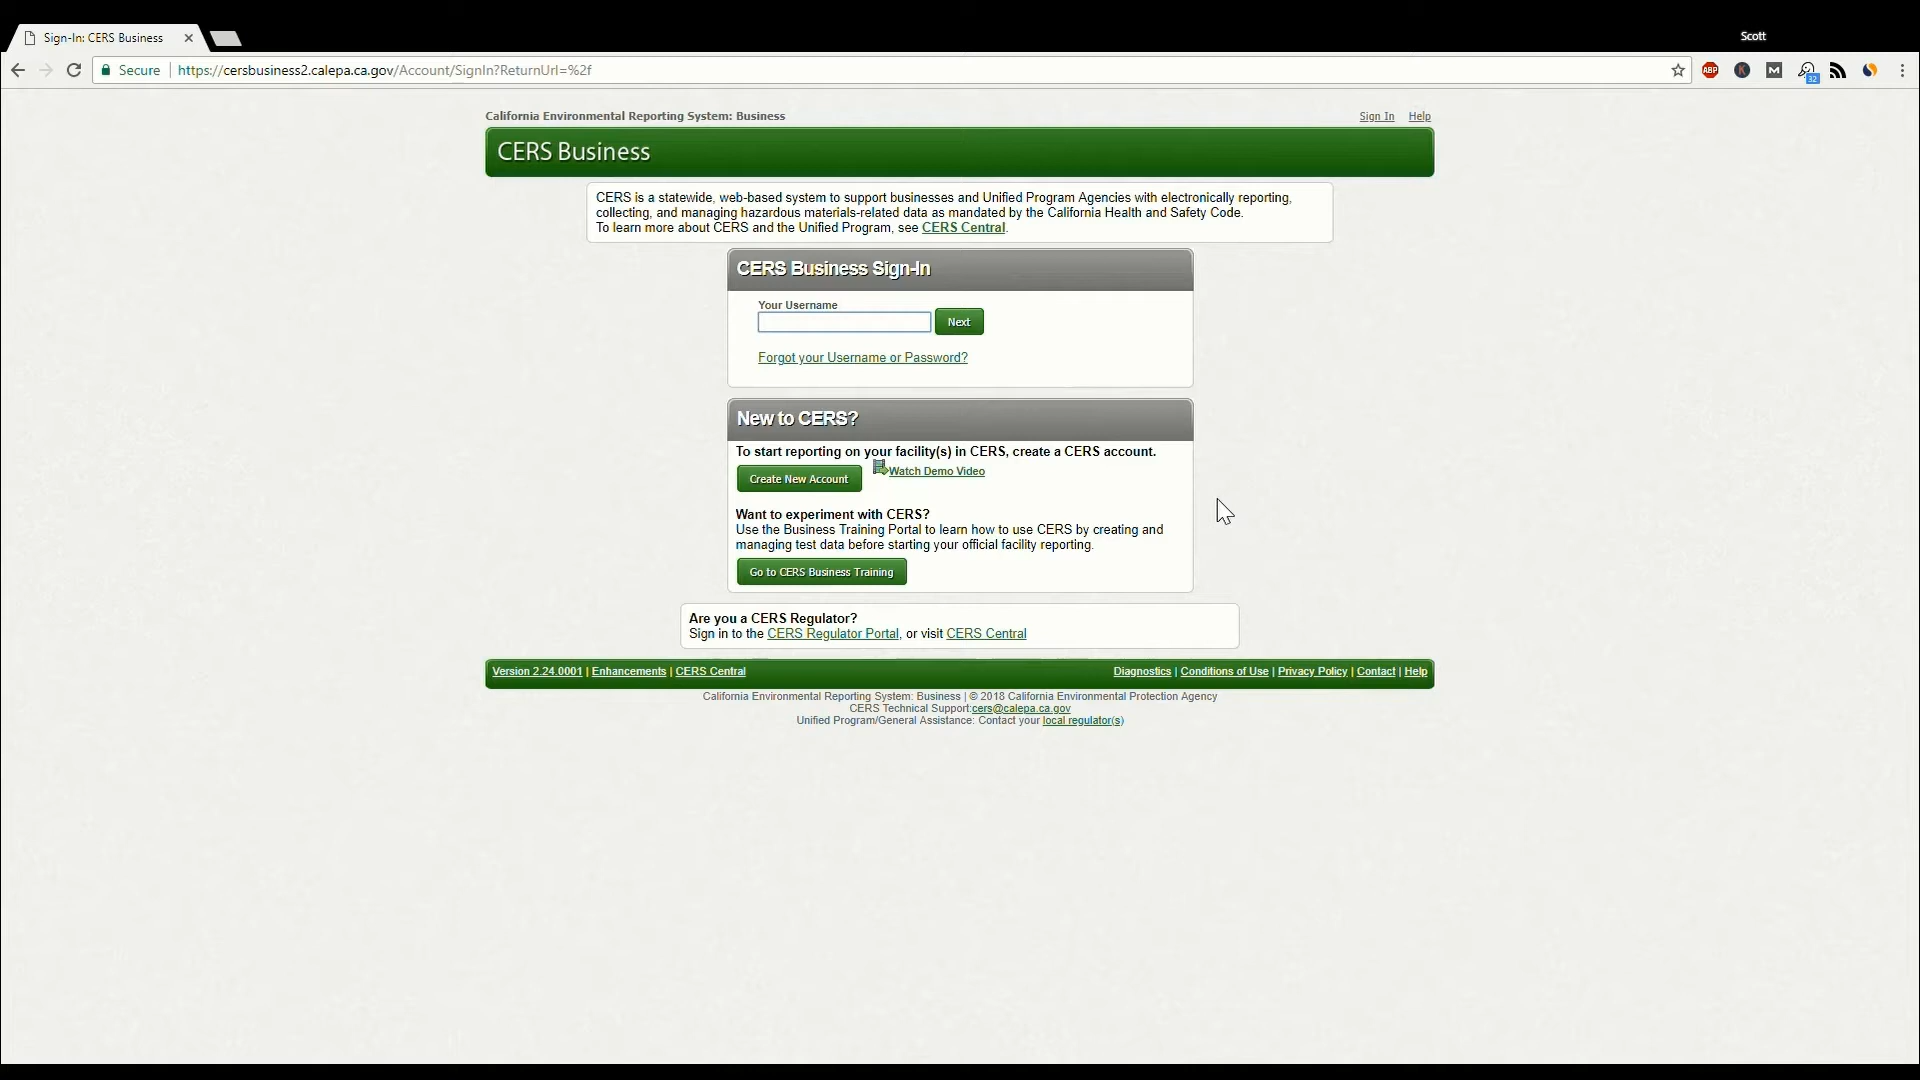 Sign-In: CERS Business
Scott
Secure
https://cersbusiness2.calepa.ca.gov/Account/SignIn?ReturnUrl=%2f
ABP
K
M
32
California Environmental Reporting System: Business
Sign In Help
CERS Business
CERS is a statewide, web-based system to support businesses and Unified Program Agencies with electronically reporting,
collecting, and managing hazardous materials-related data as mandated by the California Health and Safety Code.
To learn more about CERS and the Unified Program, see CERS Central.
CERS Business Sign-In
Your Username
Next
Forgot your Username or Password?
New to CERS?
To start reporting on your facility(s) in CERS, create a CERS account.
Create New Account
Watch Demo Video
Want to experiment with CERS?
Use the Business Training Portal to learn how to use CERS by creating and
managing test data before starting your official facility reporting.
Go to CERS Business Training
Are you a CERS Regulator?
Sign in to the CERS Regulator Portal, or visit CERS Central
Version 2.24.0001 | Enhancements | CERS Central
Diagnostics | Conditions of Use | Privacy Policy | Contact | Help
California Environmental Reporting System: Business | © 2018 California Environmental Protection Agency
CERS Technical Support:cers@calepa.ca.gov
Unified Program/General Assistance: Contact your local regulator(s)